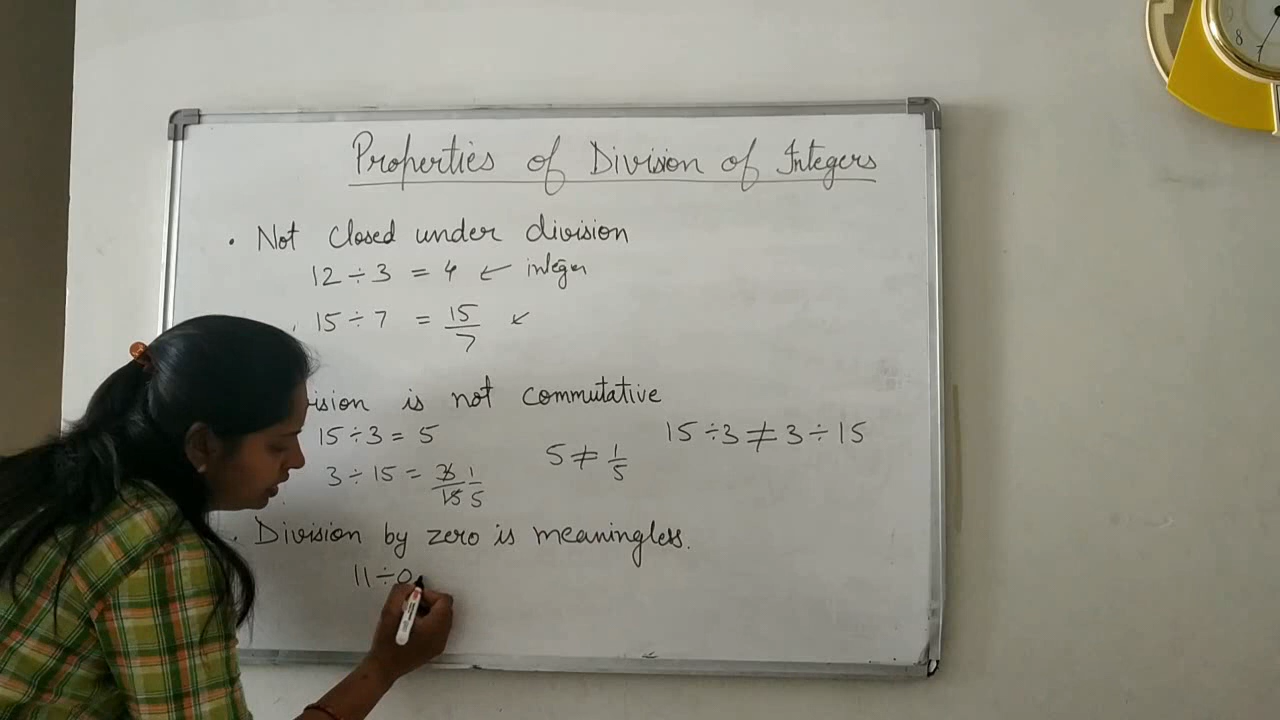 Properties of Division of Integers
. Not Closed under division
12 ÷ 3 = 4 ← integer
15 ÷ 7 = 15/7 ↙
is not commutative
15 ÷ 3 = 5
5 ≠ 1/5
15 ÷ 3 ≠ 3 ÷ 15
3 ÷ 15 = 3/15 1/5
. Division by zero is meaningless.
11 ÷ 0
8 7